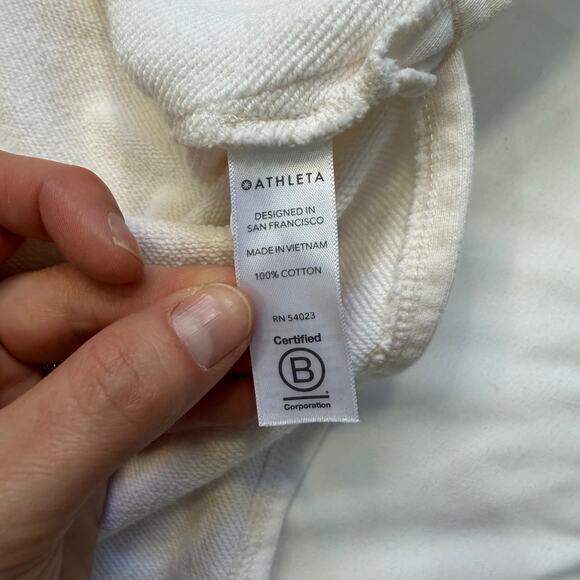 ATHLETA
DESIGNED IN
SAN FRANCISCO
MADE IN VIETNAM
100% COTTON
RN 54023
Certified
B
Corporation